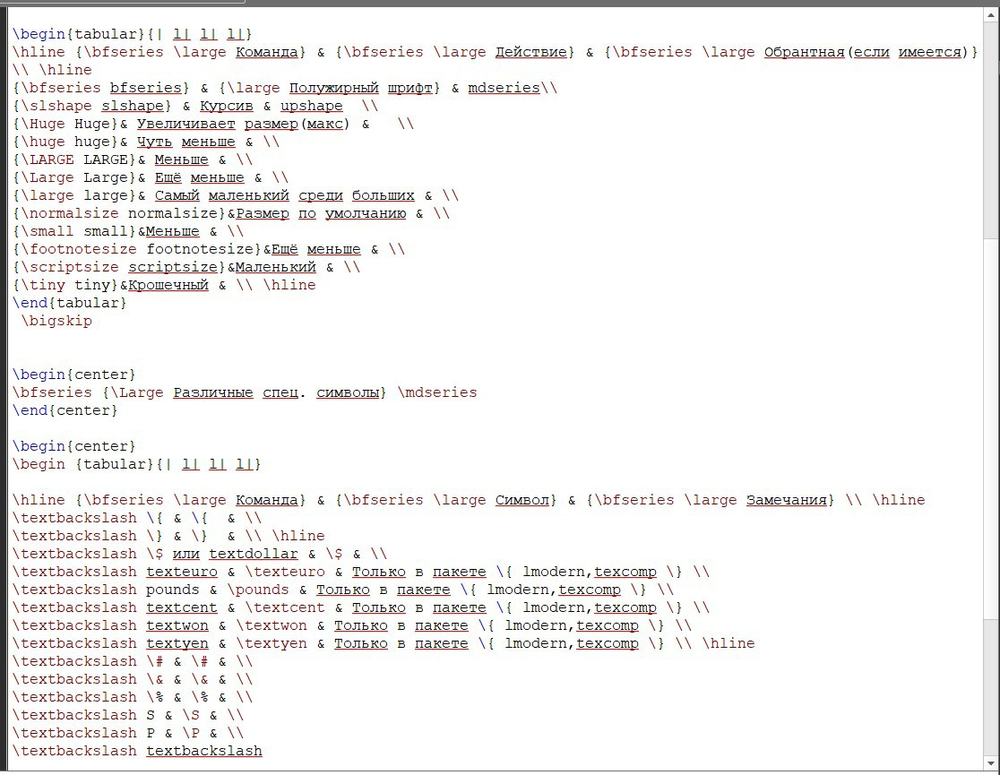 \begin{tabular}{| l| l| l|}
\hline {\bfseries \large Команда} & {\bfseries \large Действие} & {\bfseries \large Обрантная(если имеется)}
\\ \hline
{\bfseries bfseries} & {\large Полужирный шрифт} & mdseries\\
{\slshape slshape} & Курсив & upshape  \\
{\Huge Huge}& Увеличивает размер(макс) &   \\
{\huge huge}& Чуть меньше & \\
{\LARGE LARGE}& Меньше & \\
{\Large Large}& Ещё меньше & \\
{\large large}& Самый маленький среди больших & \\
{\normalsize normalsize}&Размер по умолчанию & \\
{\small small}&Меньше & \\
{\footnotesize footnotesize}&Ещё меньше & \\
{\scriptsize scriptsize}&Маленький & \\
{\tiny tiny}&Крошечный & \\ \hline
\end{tabular}
\bigskip
\begin{center}
\bfseries {\Large Различные спец. символы} \mdseries
\end{center}
\begin{center}
\begin {tabular}{| l| l| l|}
\hline {\bfseries \large Команда} & {\bfseries \large Символ} & {\bfseries \large Замечания} \\ \hline
\textbackslash \{ & \{  & \\
\textbackslash \} & \}  & \\ \hline
\textbackslash \$ или textdollar & \$ & \\
\textbackslash texteuro & \texteuro & Только в пакете \{ lmodern,texcomp \} \\
\textbackslash pounds & \pounds & Только в пакете \{ lmodern,texcomp \} \\
\textbackslash textcent & \textcent & Только в пакете \{ lmodern,texcomp \} \\
\textbackslash textwon & \textwon & Только в пакете \{ lmodern,texcomp \} \\
\textbackslash textyen & \textyen & Только в пакете \{ lmodern,texcomp \} \\ \hline
\textbackslash \# & \# & \\
\textbackslash \& & \& & \\
\textbackslash \% & \% & \\
\textbackslash S & \S & \\
\textbackslash P & \P & \\
\textbackslash textbackslash